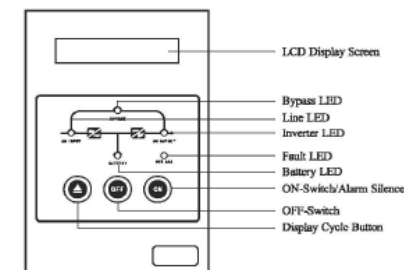 LCD Display Screen
Bypass LED
Line LED
Inverter LED
Fault LED
Battery LED
ON-Switch/Alarm Silence
OFF-Switch
Display Cycle Button
BATTERY
OFF
ON